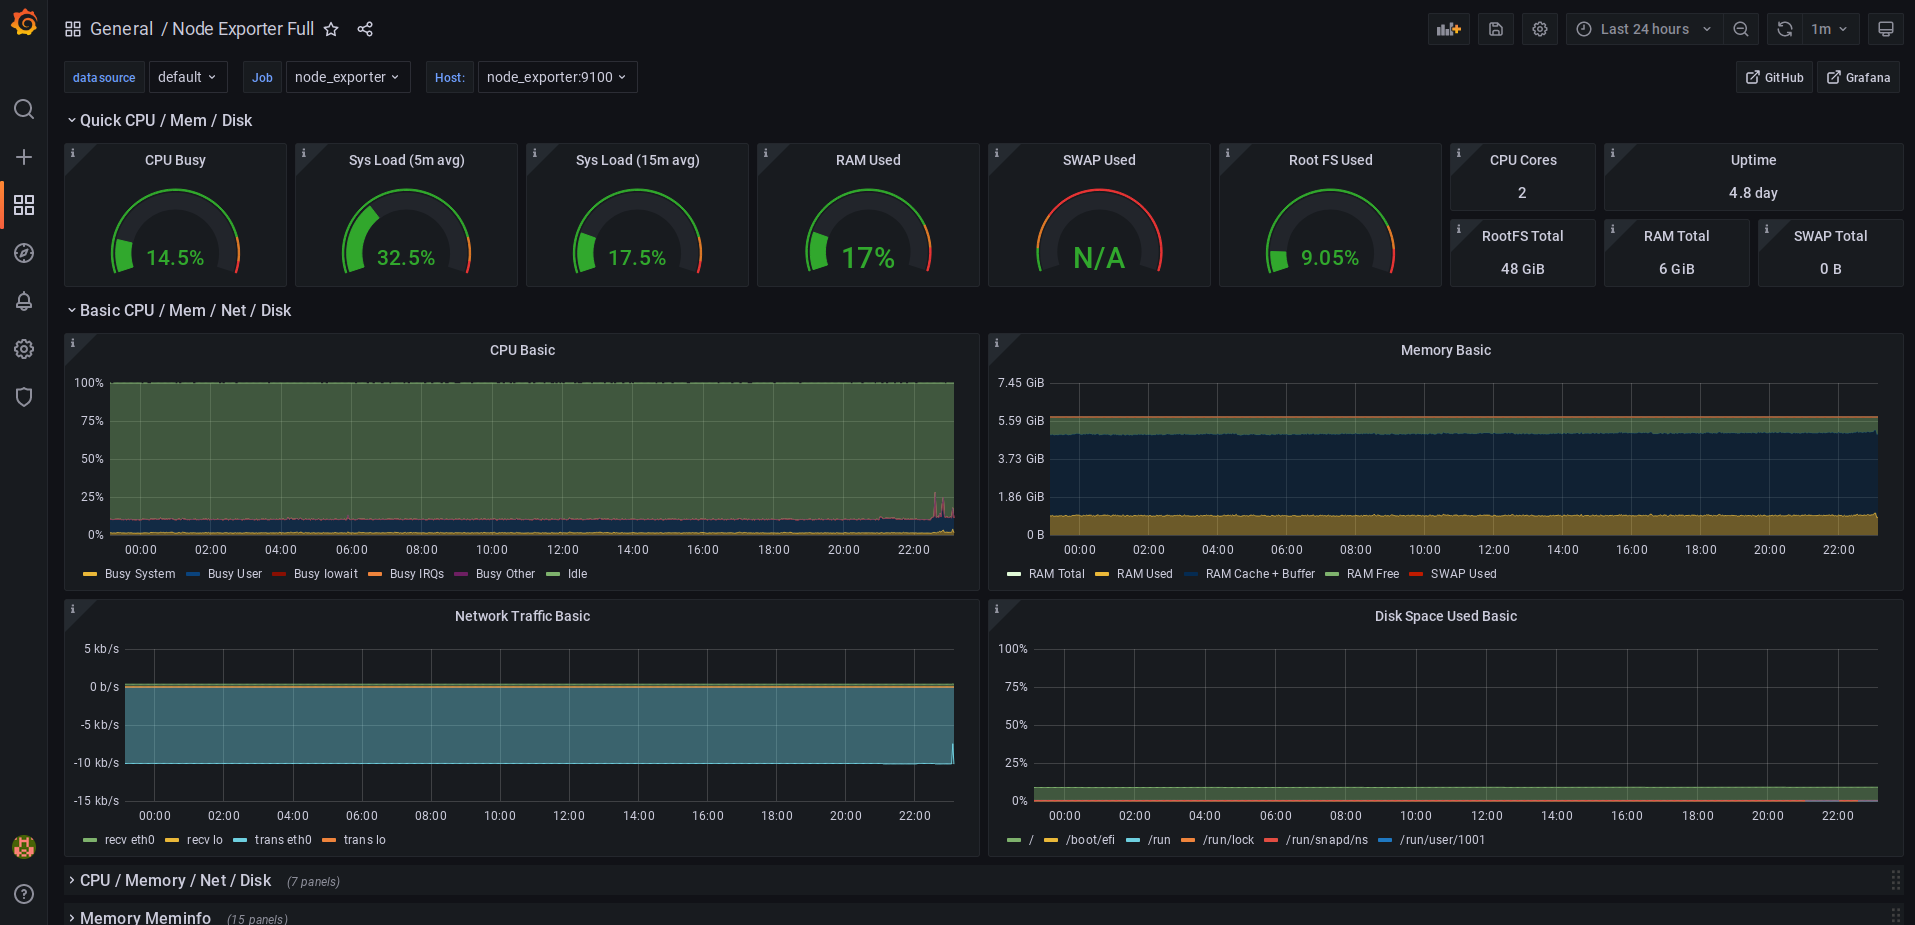 General / Node Exporter Full
Last 24 hours
1m
datasource default Job node_exporter Host: node_exporter:9100
GitHub Grafana
Quick CPU / Mem / Disk
CPU Busy
14.5%
Sys Load (5m avg)
32.5%
Sys Load (15m avg)
17.5%
RAM Used
17%
SWAP Used
N/A
Root FS Used
9.05%
CPU Cores
2
Uptime
4.8 day
RootFS Total
48 GiB
RAM Total
6 GiB
SWAP Total
0 B
Basic CPU / Mem / Net / Disk
CPU Basic
100%
75%
50%
25%
0%
00:00 02:00 04:00 06:00 08:00 10:00 12:00 14:00 16:00 18:00 20:00 22:00
Busy System Busy User Busy Iowait Busy IRQs Busy Other Idle
Memory Basic
7.45 GiB
5.59 GiB
3.73 GiB
1.86 GiB
0 B
00:00 02:00 04:00 06:00 08:00 10:00 12:00 14:00 16:00 18:00 20:00 22:00
RAM Total RAM Used RAM Cache + Buffer RAM Free SWAP Used
Network Traffic Basic
5 kb/s
0 b/s
-5 kb/s
-10 kb/s
-15 kb/s
00:00 02:00 04:00 06:00 08:00 10:00 12:00 14:00 16:00 18:00 20:00 22:00
recv eth0 recv lo trans eth0 trans lo
Disk Space Used Basic
100%
75%
50%
25%
0%
00:00 02:00 04:00 06:00 08:00 10:00 12:00 14:00 16:00 18:00 20:00 22:00
/ /boot/efi /run /run/lock /run/snapd/ns /run/user/1001
CPU / Memory / Net / Disk (7 panels)
Memory Meminfo (15 panels)